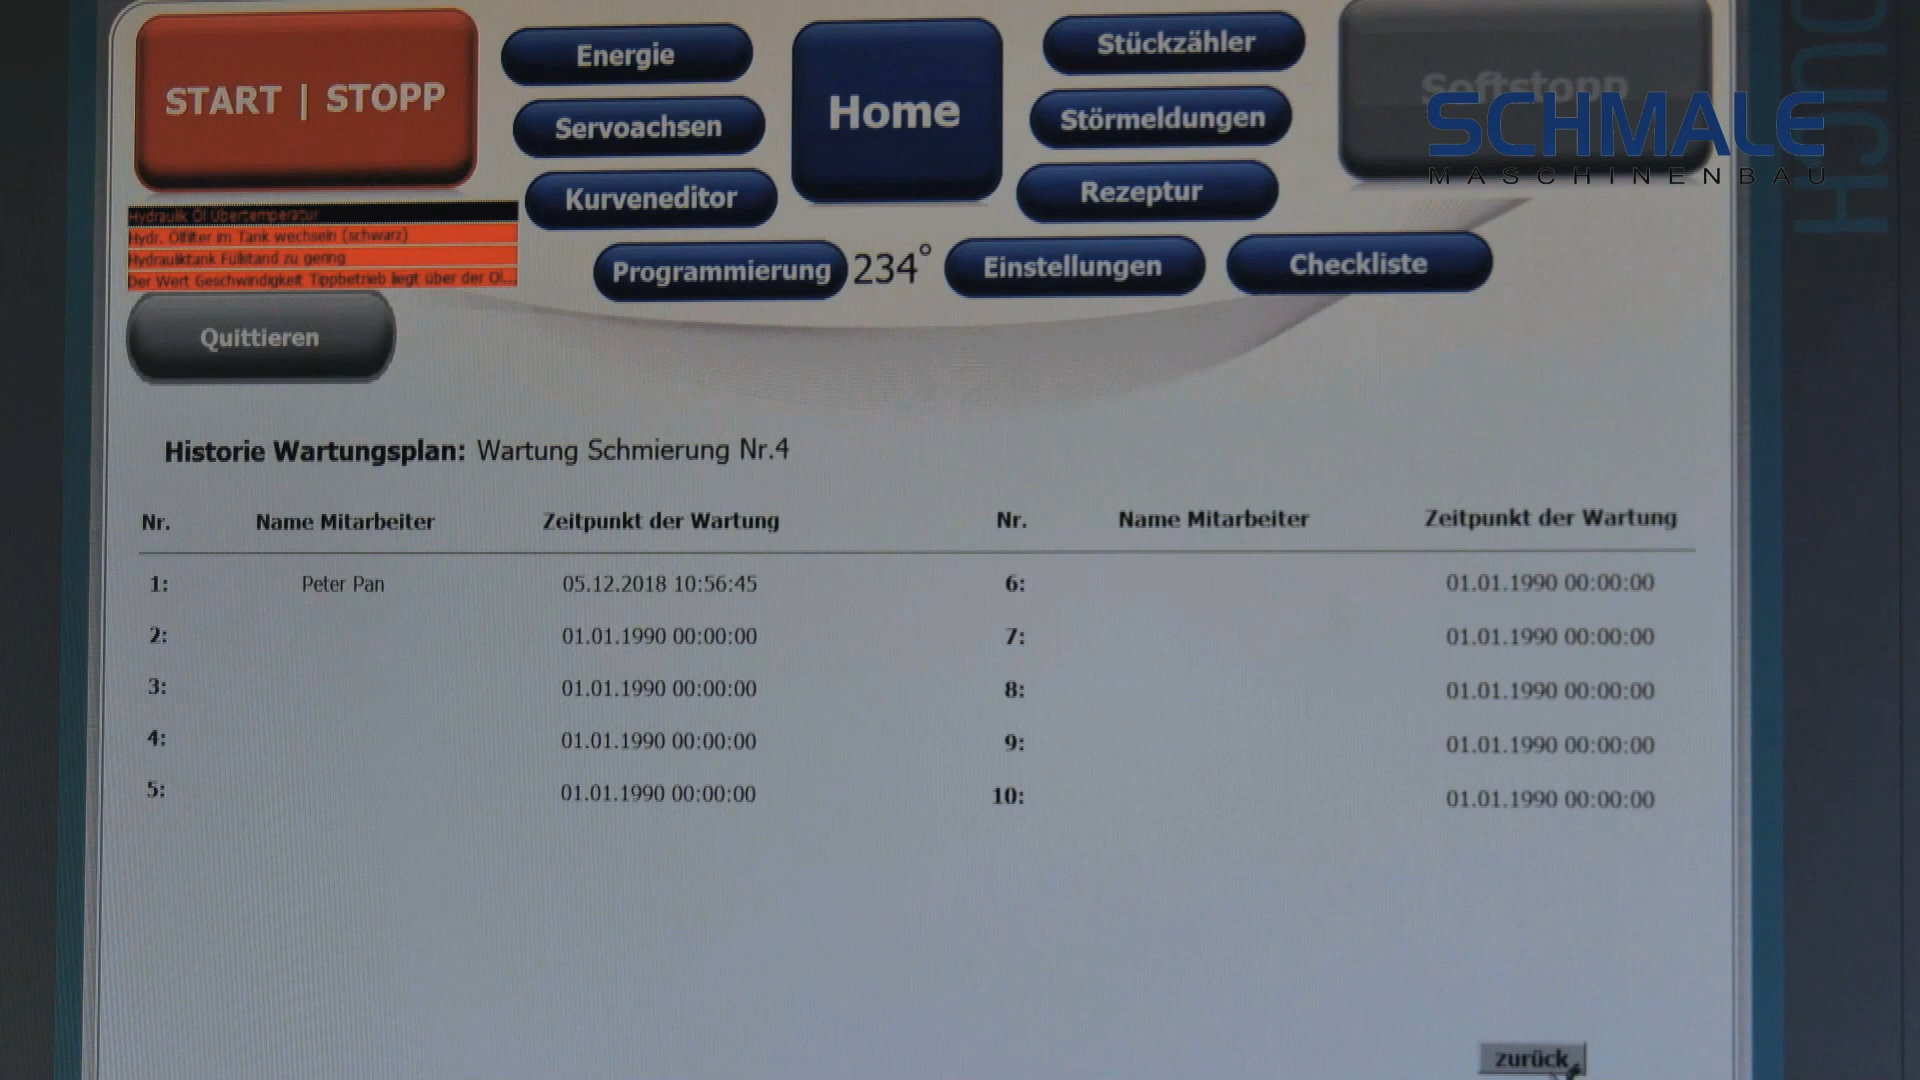 START | STOPP
Energie
Servoachsen
Kurveneditor
Home
Stückzähler
Störmeldungen
Rezeptur
Softstopp
SCHMALE
MASCHINENBAU
Hydraulik Öl Übertemperatur
Hydr. Ölfilter im Tank wechseln (schwarz)
Hydrauliktank Füllstand zu gering
Der Wert Geschwindigkeit Tippbetrieb liegt über der Ol...
Programmierung
234°
Einstellungen
Checkliste
Quittieren
Historie Wartungsplan: Wartung Schmierung Nr.4
Nr. Name Mitarbeiter Zeitpunkt der Wartung Nr. Name Mitarbeiter Zeitpunkt der Wartung
1: Peter Pan 05.12.2018 10:56:45 6: 01.01.1990 00:00:00
2: 01.01.1990 00:00:00 7: 01.01.1990 00:00:00
3: 01.01.1990 00:00:00 8: 01.01.1990 00:00:00
4: 01.01.1990 00:00:00 9: 01.01.1990 00:00:00
5: 01.01.1990 00:00:00 10: 01.01.1990 00:00:00
zurück